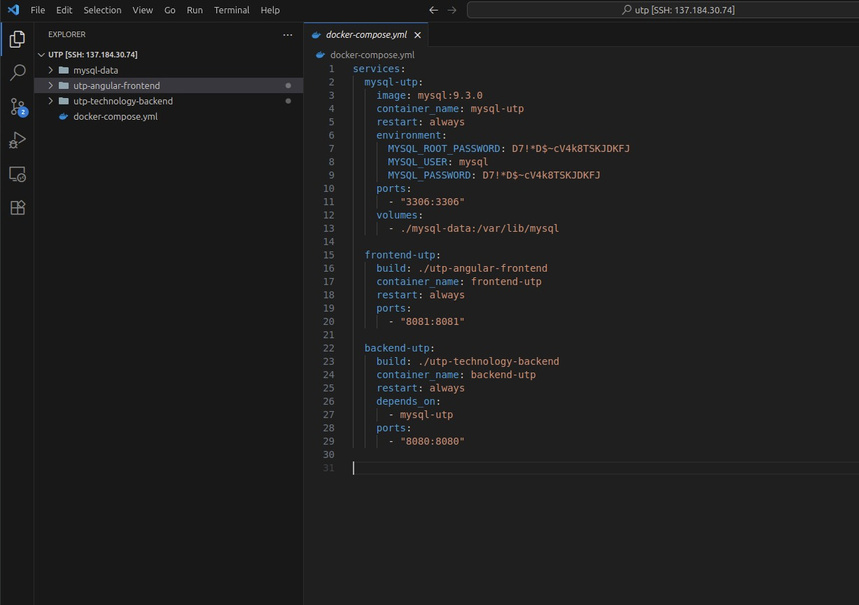 File Edit Selection View Go Run Terminal Help
utp [SSH: 137.184.30.74]
EXPLORER
UTP [SSH: 137.184.30.74]
mysql-data
utp-angular-frontend
utp-technology-backend
docker-compose.yml
2
docker-compose.yml
docker-compose.yml
1 services:
2 mysql-utp:
3 image: mysql:9.3.0
4 container_name: mysql-utp
5 restart: always
6 environment:
7 MYSQL_ROOT_PASSWORD: D7!*D$~cV4k8TSKJDKFJ
8 MYSQL_USER: mysql
9 MYSQL_PASSWORD: D7!*D$~cV4k8TSKJDKFJ
10 ports:
11 - "3306:3306"
12 volumes:
13 - ./mysql-data:/var/lib/mysql
14
15 frontend-utp:
16 build: ./utp-angular-frontend
17 container_name: frontend-utp
18 restart: always
19 ports:
20 - "8081:8081"
21
22 backend-utp:
23 build: ./utp-technology-backend
24 container_name: backend-utp
25 restart: always
26 depends_on:
27 - mysql-utp
28 ports:
29 - "8080:8080"
30
31